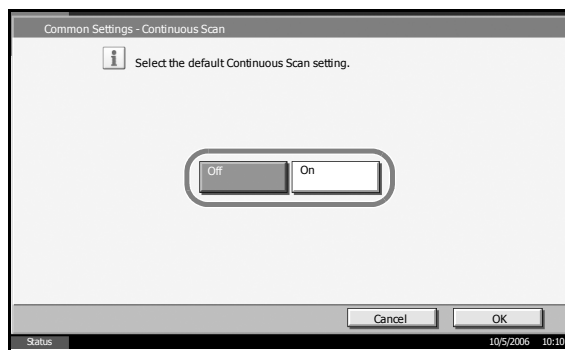 Common Settings - Continuous Scan
i Select the default Continuous Scan setting.
Off On
Cancel OK
Status 10/5/2006 10:10